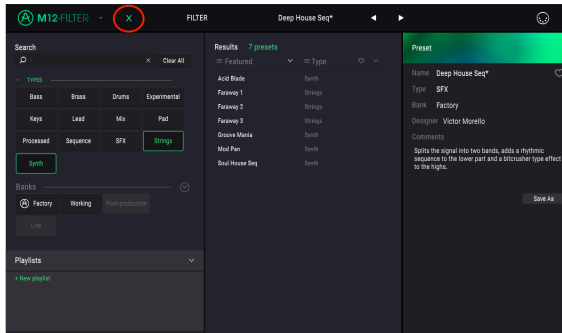 M12-FILTER - X FILTER Deep House Seq*
Search
Clear All
TYPES
Bass Brass Drums Experimental
Keys Lead Mix Pad
Processed Sequence SFX Strings
Synth
Banks
Factory Working Post-production
Live
Playlists
+ New playlist
Results 7 presets
Featured Type
Acid Blade Synth
Faraway 1 Strings
Faraway 2 Strings
Faraway 3 Strings
Groove Mania Synth
Mod Pan Synth
Soul House Seq Synth
Preset
Name Deep House Seq*
Type SFX
Bank Factory
Designer Victor Morello
Comments
Splits the signal into two bands, adds a rhythmic
sequence to the lower part and a bitcrusher type effect
to the highs.
Save As